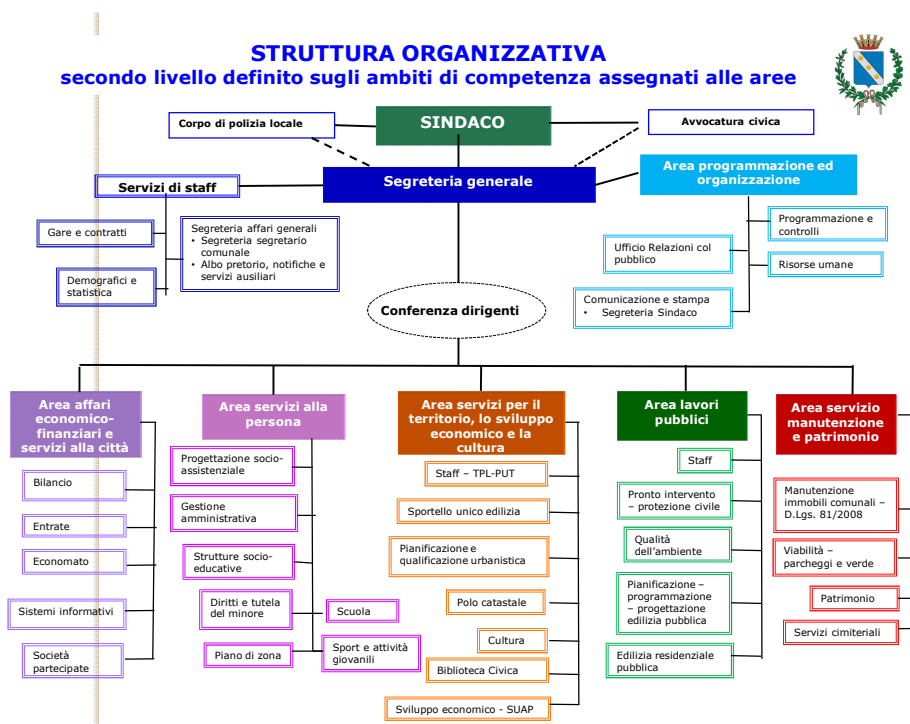 STRUTTURA ORGANIZZATIVA
secondo livello definito sugli ambiti di competenza assegnati alle aree
Corpo di polizia locale
SINDACO
Avvocatura civica
Servizi di staff
Segreteria generale
Area programmazione ed
organizzazione
Gare e contratti
Segreteria affari generali
• Segreteria segretario
comunale
• Albo pretorio, notifiche e
servizi ausiliari
Demografici e
statistica
Programmazione e
controlli
Ufficio Relazioni col
pubblico
Risorse umane
Comunicazione e stampa
• Segreteria Sindaco
Conferenza dirigenti
Area affari
economico-
finanziari e
servizi alla città
Bilancio
Entrate
Economato
Sistemi informativi
Società
partecipate
Area servizi alla
persona
Progettazione socio-
assistenziale
Gestione
amministrativa
Strutture socio-
educative
Diritti e tutela
del minore
Scuola
Piano di zona
Sport e attività
giovanili
Area servizi per il
territorio, lo sviluppo
economico e la
cultura
Staff – TPL-PUT
Sportello unico edilizia
Pianificazione e
qualificazione urbanistica
Polo catastale
Cultura
Biblioteca Civica
Sviluppo economico - SUAP
Area lavori
pubblici
Staff
Pronto intervento
– protezione civile
Qualità
dell’ambiente
Pianificazione –
programmazione
– progettazione
edilizia pubblica
Edilizia residenziale
pubblica
Area servizio
manutenzione
e patrimonio
Manutenzione
immobili comunali –
D.Lgs. 81/2008
Viabilità –
parcheggi e verde
Patrimonio
Servizi cimiteriali